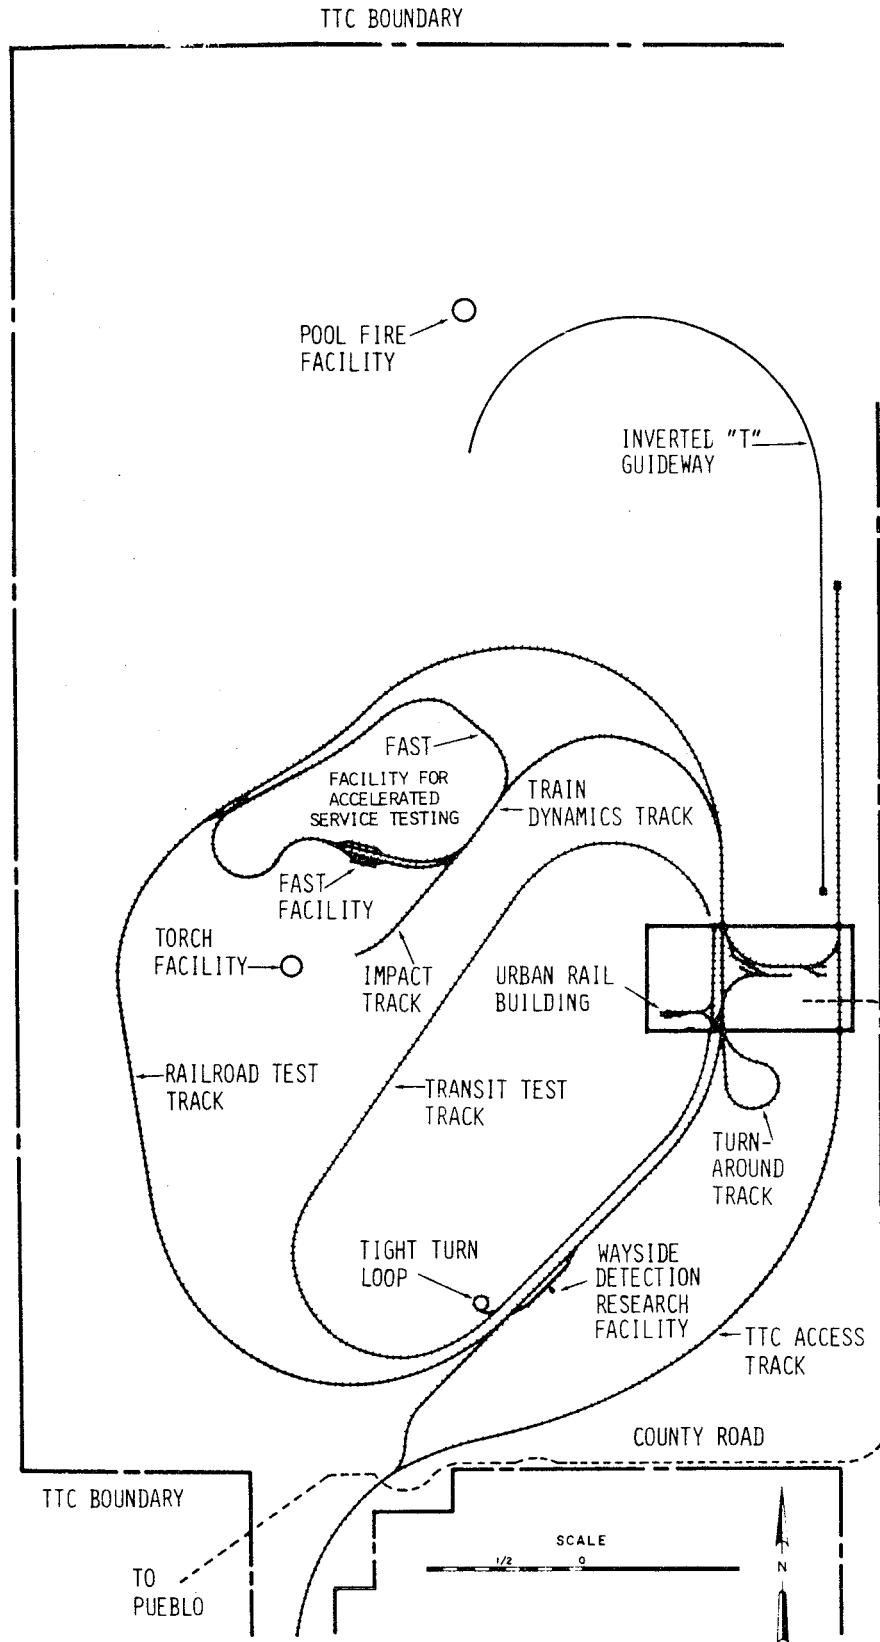 TTC BOUNDARY
POOL FIRE
FACILITY
INVERTED "T"
GUIDEWAY
FAST
FACILITY FOR
ACCELERATED
SERVICE TESTING
TRAIN
DYNAMICS TRACK
FAST
FACILITY
TORCH
FACILITY
IMPACT
TRACK
URBAN RAIL
BUILDING
RAILROAD TEST
TRACK
TRANSIT TEST
TRACK
TURN-
AROUND
TRACK
TIGHT TURN
LOOP
WAYSIDE
DETECTION
RESEARCH
FACILITY
TTC ACCESS
TRACK
COUNTY ROAD
TTC BOUNDARY
SCALE
1/2 0
N
TO
PUEBLO